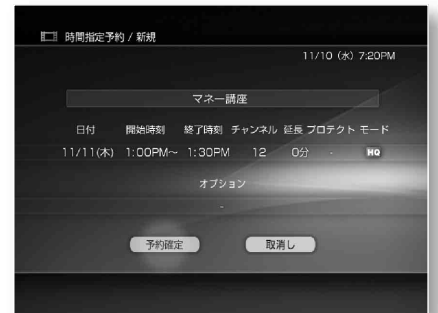 時間指定予約 / 新規
11/10 (水) 7:20PM
マネー講座
日付 開始時刻 終了時刻 チャンネル 延長 プロテクト モード
11/11(木) 1:00PM~ 1:30PM 12 0分 - HQ
オプション
-
予約確定 取消し